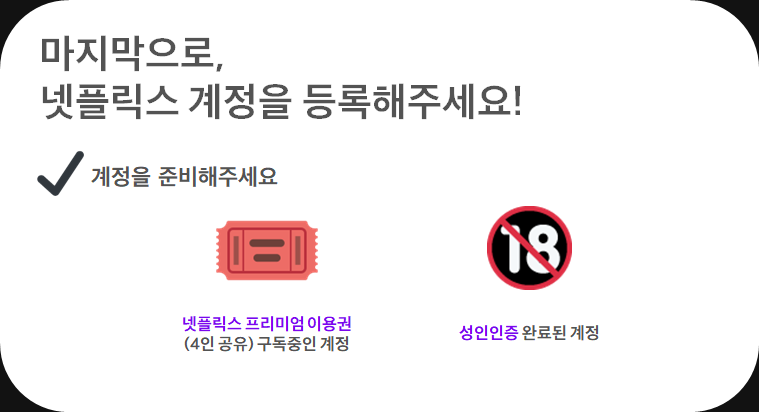 마지막으로,
넷플릭스 계정을 등록해주세요!
계정을 준비해주세요
18
넷플릭스 프리미엄 이용권
(4인 공유) 구독중인 계정
성인인증 완료된 계정